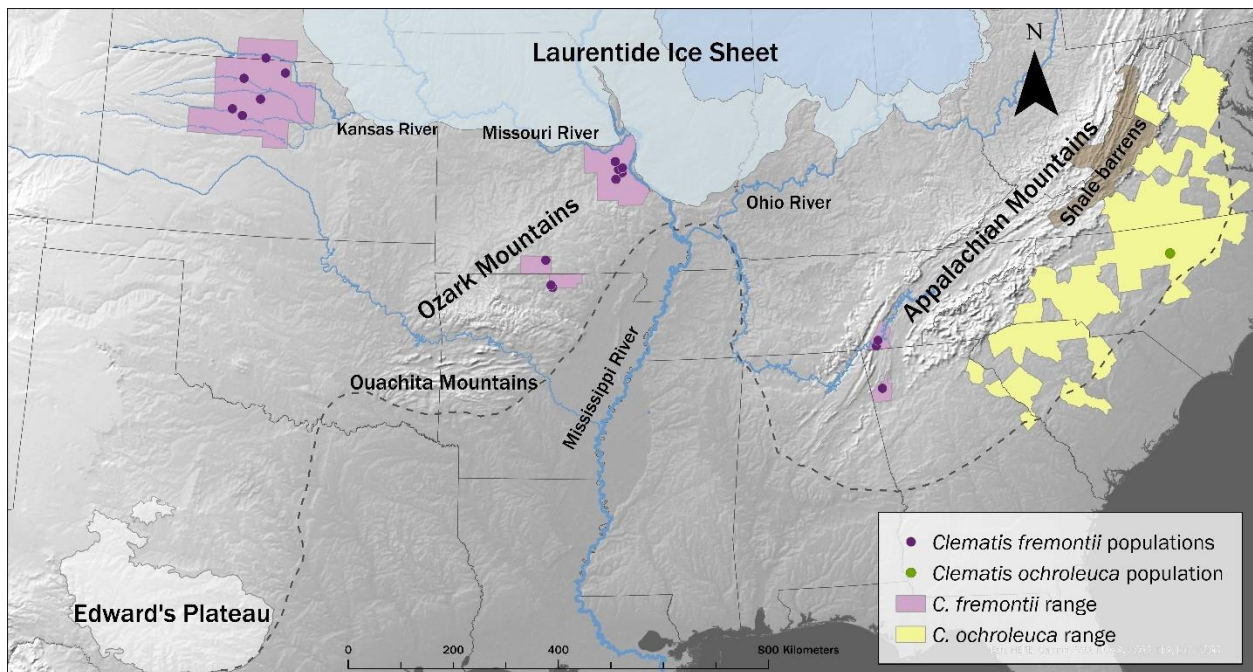 Laurentide Ice Sheet
N
Kansas River
Missouri River
Ohio River
Appalachian Mountains
Shale-barrens
Ozark Mountains
Ouachita Mountains
Mississippi River
Edward's Plateau
Clematis fremontii populations
Clematis ochroleuca population
C. fremontii range
C. ochroleuca range
0 200 400 800 Kilometers